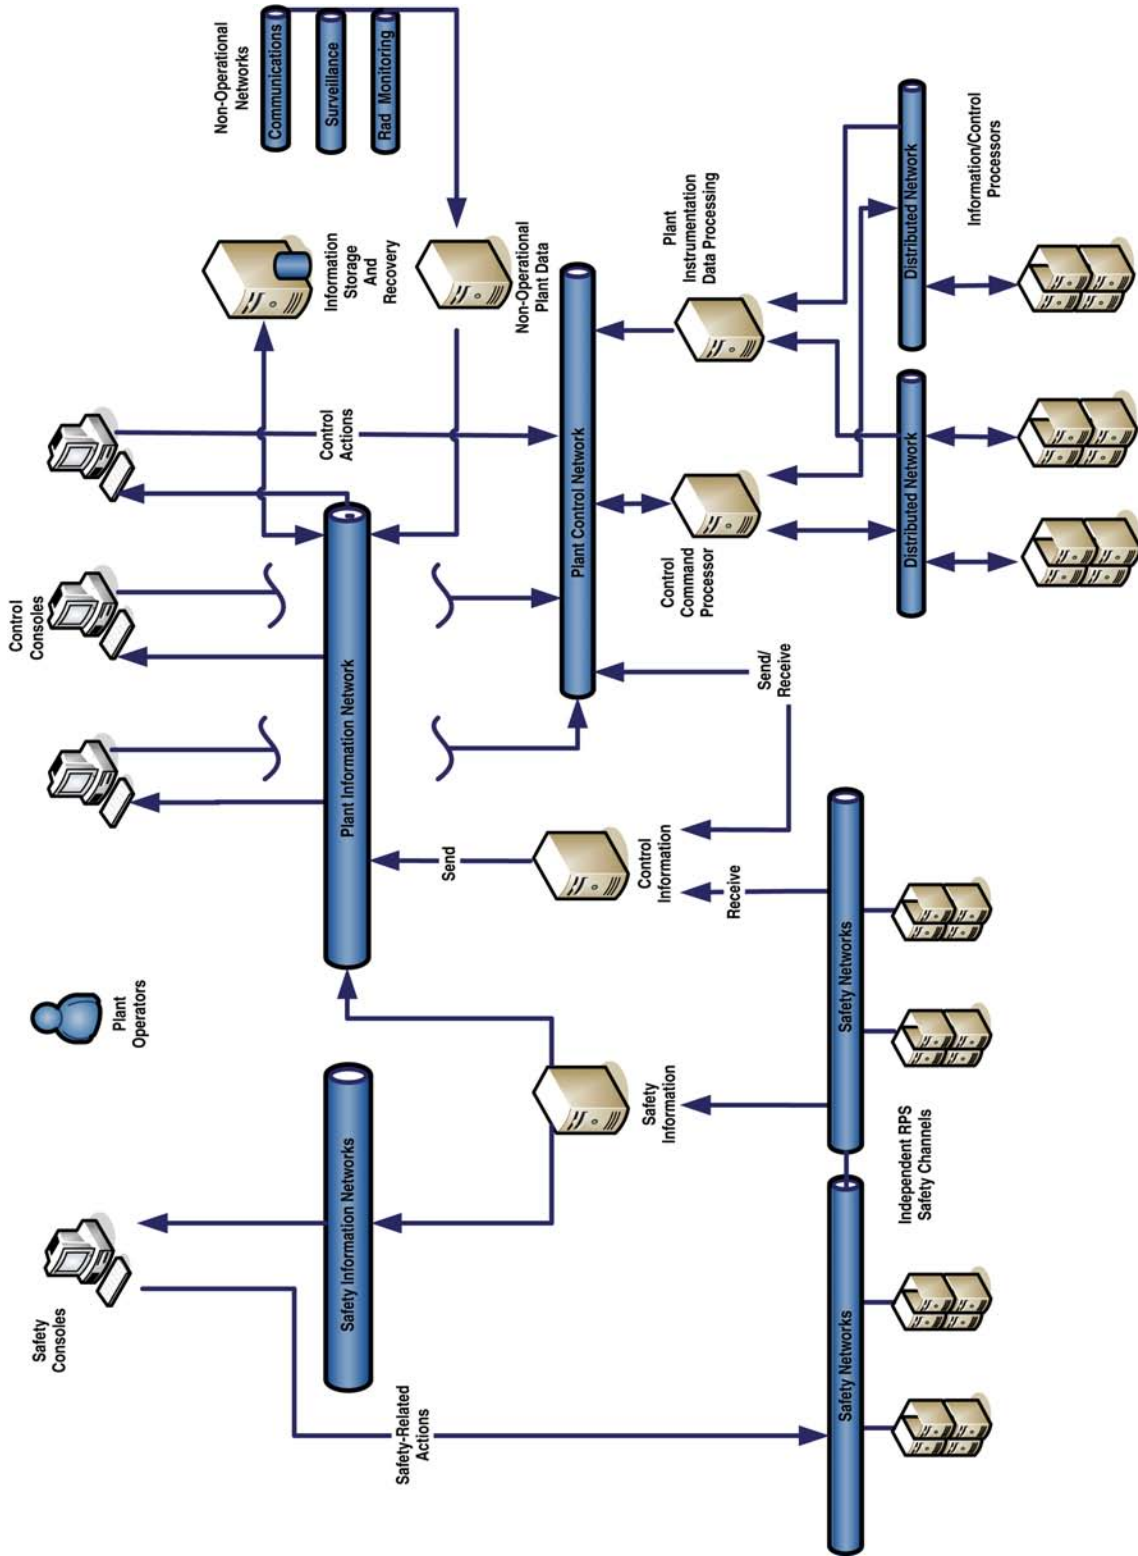 Safety
Consoles
Plant
Operators
Control
Consoles
Non-Operational
Networks
Communications
Surveillance
Rad Monitoring
Safety Information Networks
Plant Information Network
Information
Storage
And
Recovery
Control
Actions
Safety-Related
Actions
Send
Non-Operational
Plant Data
Plant Control Network
Safety
Information
Control
Information
Receive
Send/
Receive
Control
Command
Processor
Plant
Instrumentation
Data Processing
Safety Networks
Safety Networks
Distributed Network
Distributed Network
Independent RPS
Safety Channels
Information/Control
Processors